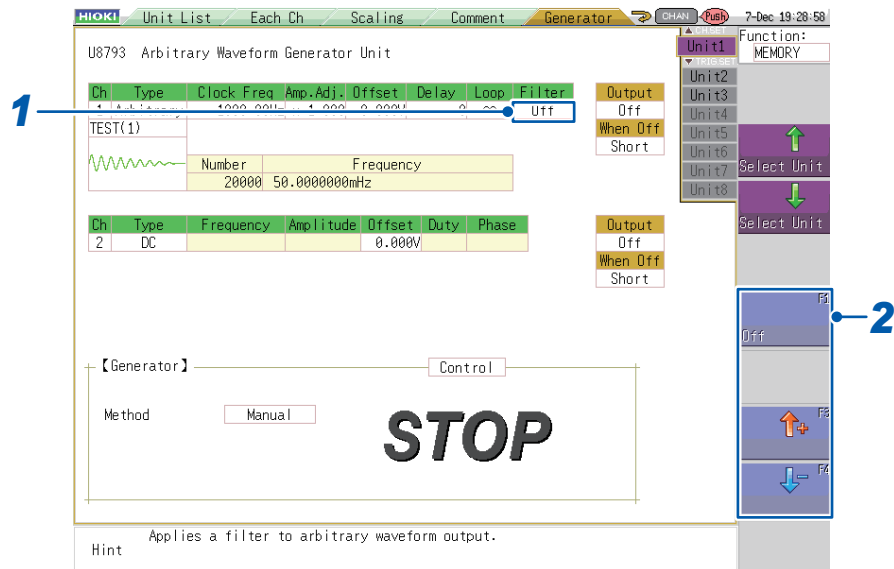 HIOKI Unit List Each Ch Scaling Comment Generator CHAN Push 7-Dec 19:28:58
Function:
MEMORY
▲ CH.SET
Unit1
▼ TRIG SET
Unit2
Unit3
Unit4
Unit5
Unit6
Unit7
Unit8
U8793 Arbitrary Waveform Generator Unit
Ch Type Clock Freq Amp.Adj. Offset Delay Loop Filter
1 Off
1
TEST(1)
Number Frequency
20000 50.0000000mHz
Output
Off
When Off
Short
Ch Type Frequency Amplitude Offset Duty Phase
2 DC 0.000V
Output
Off
When Off
Short
Select Unit
Select Unit
F1
Off
F3
F4
2
【Generator】
Control
Method Manual
STOP
Hint Applies a filter to arbitrary waveform output.